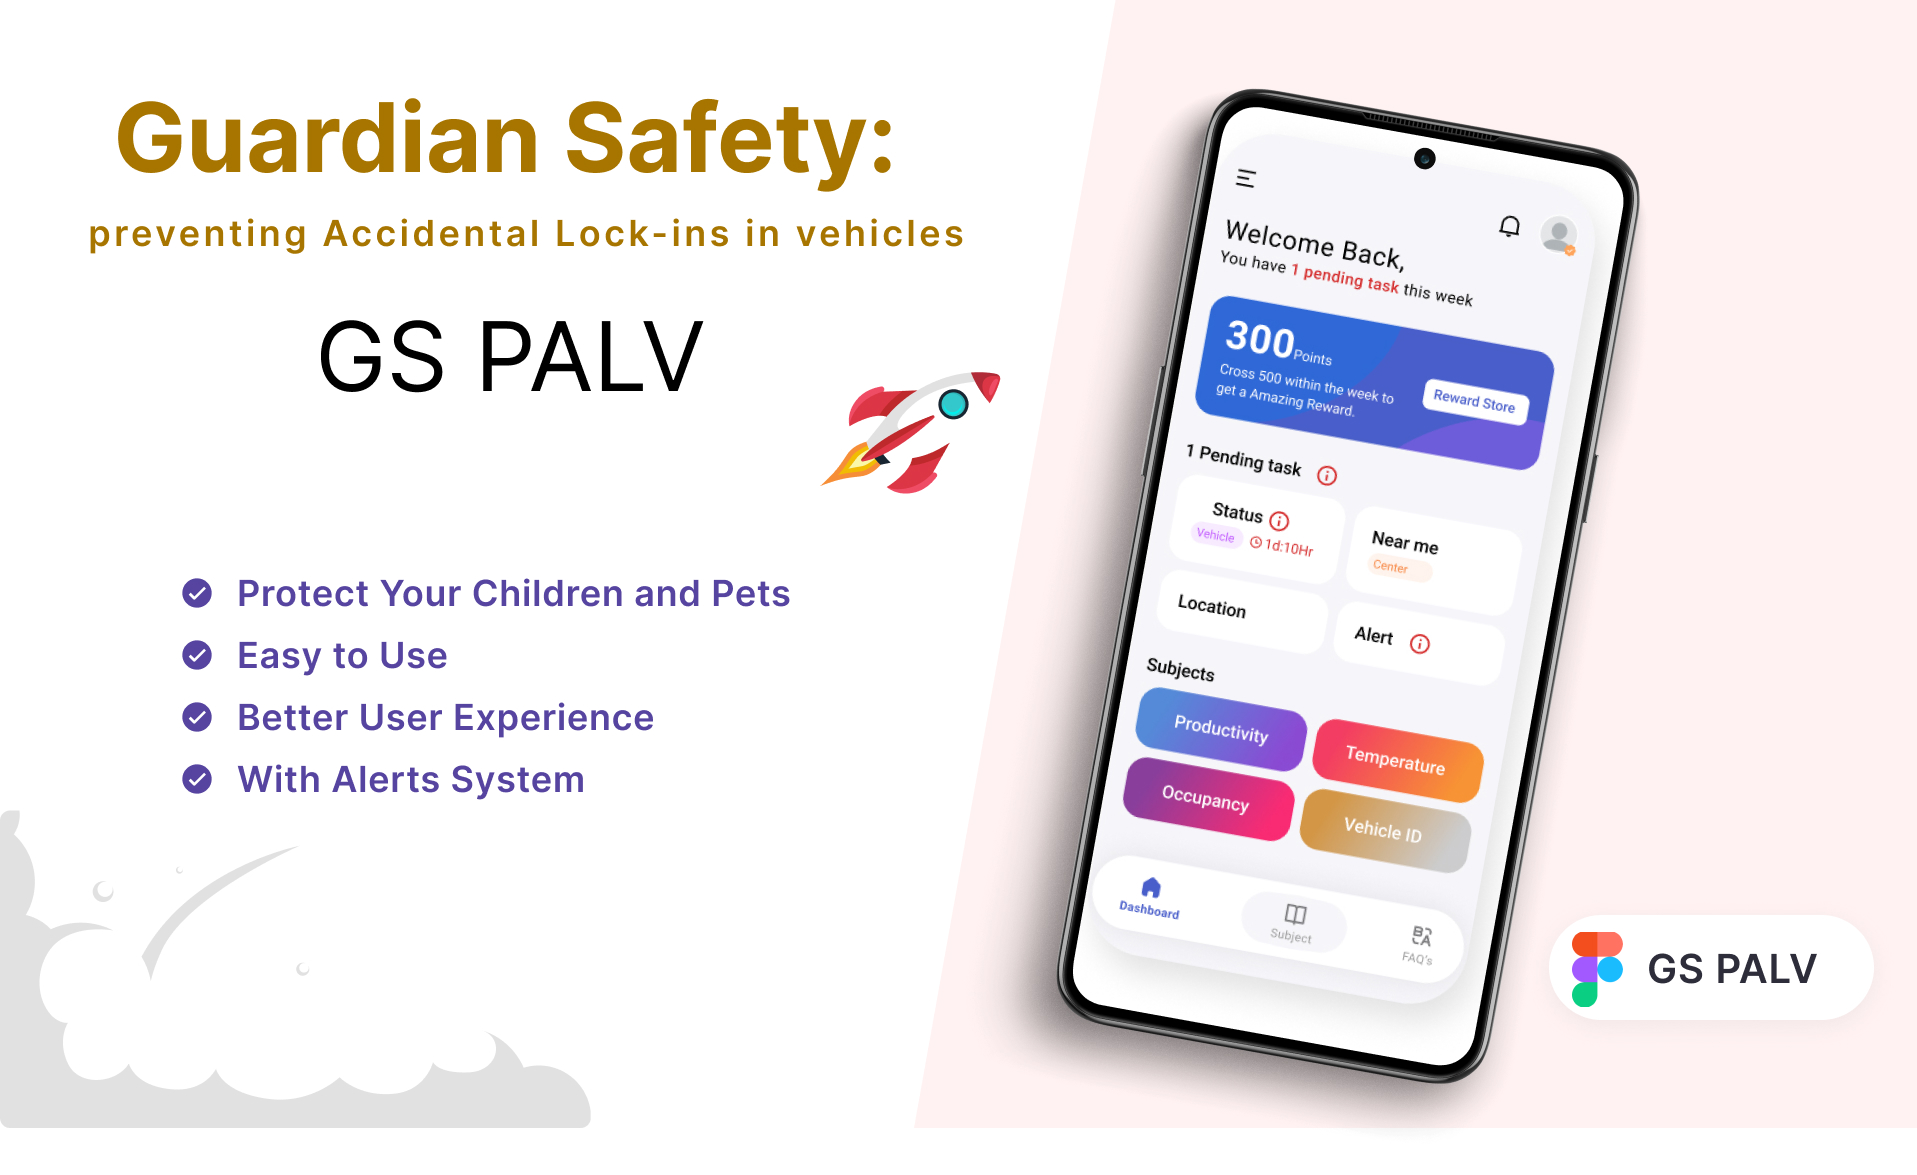 Guardian Safety:
preventing Accidental Lock-ins in vehicles
GS PALV
Protect Your Children and Pets
Easy to Use
Better User Experience
With Alerts System
Welcome Back,
You have 1 pending task this week
300 Points
Cross 500 within the week to
get a Amazing Reward.
Reward Store
1 Pending task
Status
Vehicle
1d:10Hr
Near me
Center
Location
Alert
Subjects
Productivity
Temperature
Occupancy
Vehicle ID
Dashboard
Subject
FAQ's
GS PALV